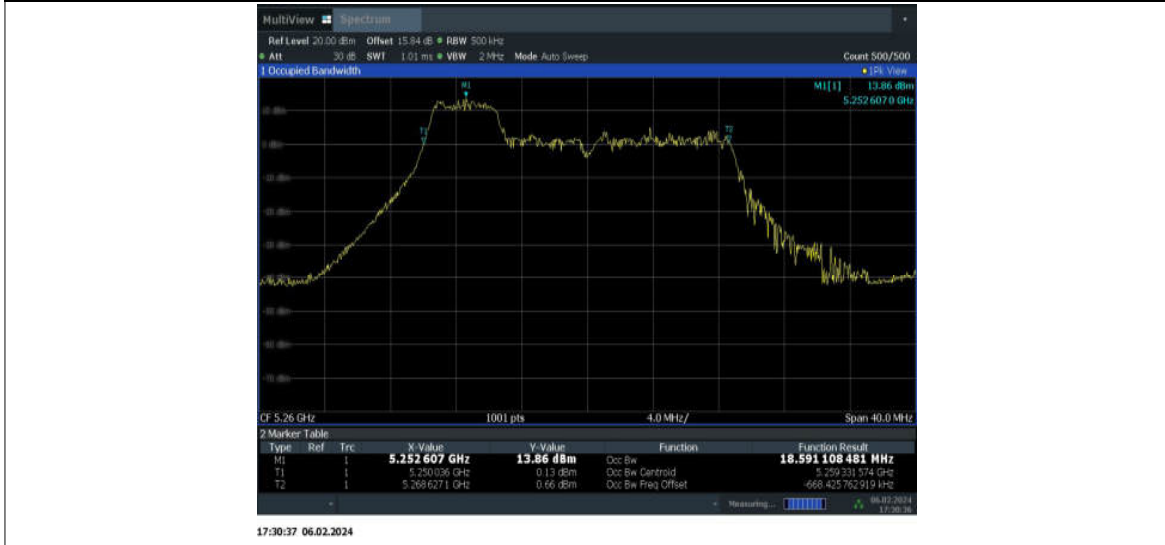 MultiView Spectrum
Ref Level 20.00 dBm Offset 15.84 dB RBW 500 kHz
Att 30 dB SWT 1.01 ms VBW 2 MHz Mode Auto Sweep Count 500/500
1 Occupied Bandwidth 1Pk View
M1[1] 13.86 dBm
5.252 607 0 GHz
M1
T1
T2
CF 5.26 GHz 1001 pts 4.0 MHz/ Span 40.0 MHz
2 Marker Table
Type Ref Trc X-Value Y-Value Function Function Result
M1 1 5.252 607 GHz 13.86 dBm Occ Bw 18.591 108 481 MHz
T1 1 5.250 036 GHz 0.13 dBm Occ Bw Centroid 5.259 331 574 GHz
T2 1 5.268 627 1 GHz 0.66 dBm Occ Bw Freq Offset -668.425 762 919 kHz
Measuring... 06.02.2024
17:30:36
17:30:37 06.02.2024